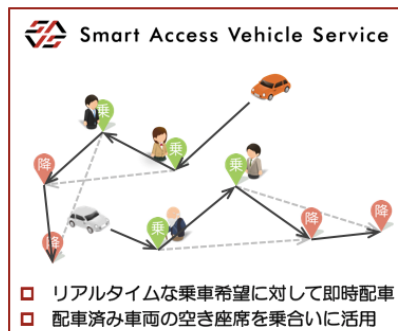 Smart Access Vehicle Service
乗
乗
乗
降
乗
降
降
降
リアルタイムな乗車希望に対して即時配車
配車済み車両の空き座席を乗合いに活用